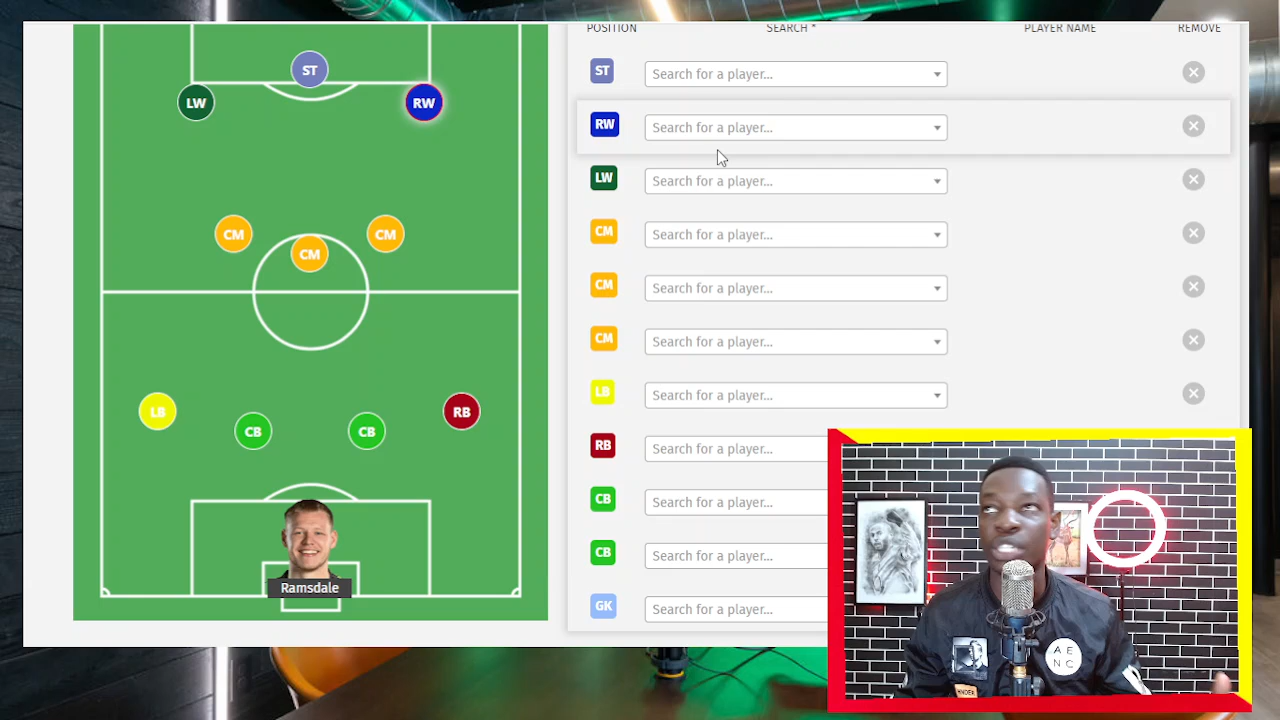 POSITION SEARCH * PLAYER NAME REMOVE
ST
LW
RW
CM
CM
CM
LB
CB
CB
RB
Ramsdale
ST Search for a player...
RW Search for a player...
LW Search for a player...
CM Search for a player...
CM Search for a player...
CM Search for a player...
LB Search for a player...
RB Search for a player...
CB Search for a player...
CB Search for a player...
GK Search for a player...
A E
N C